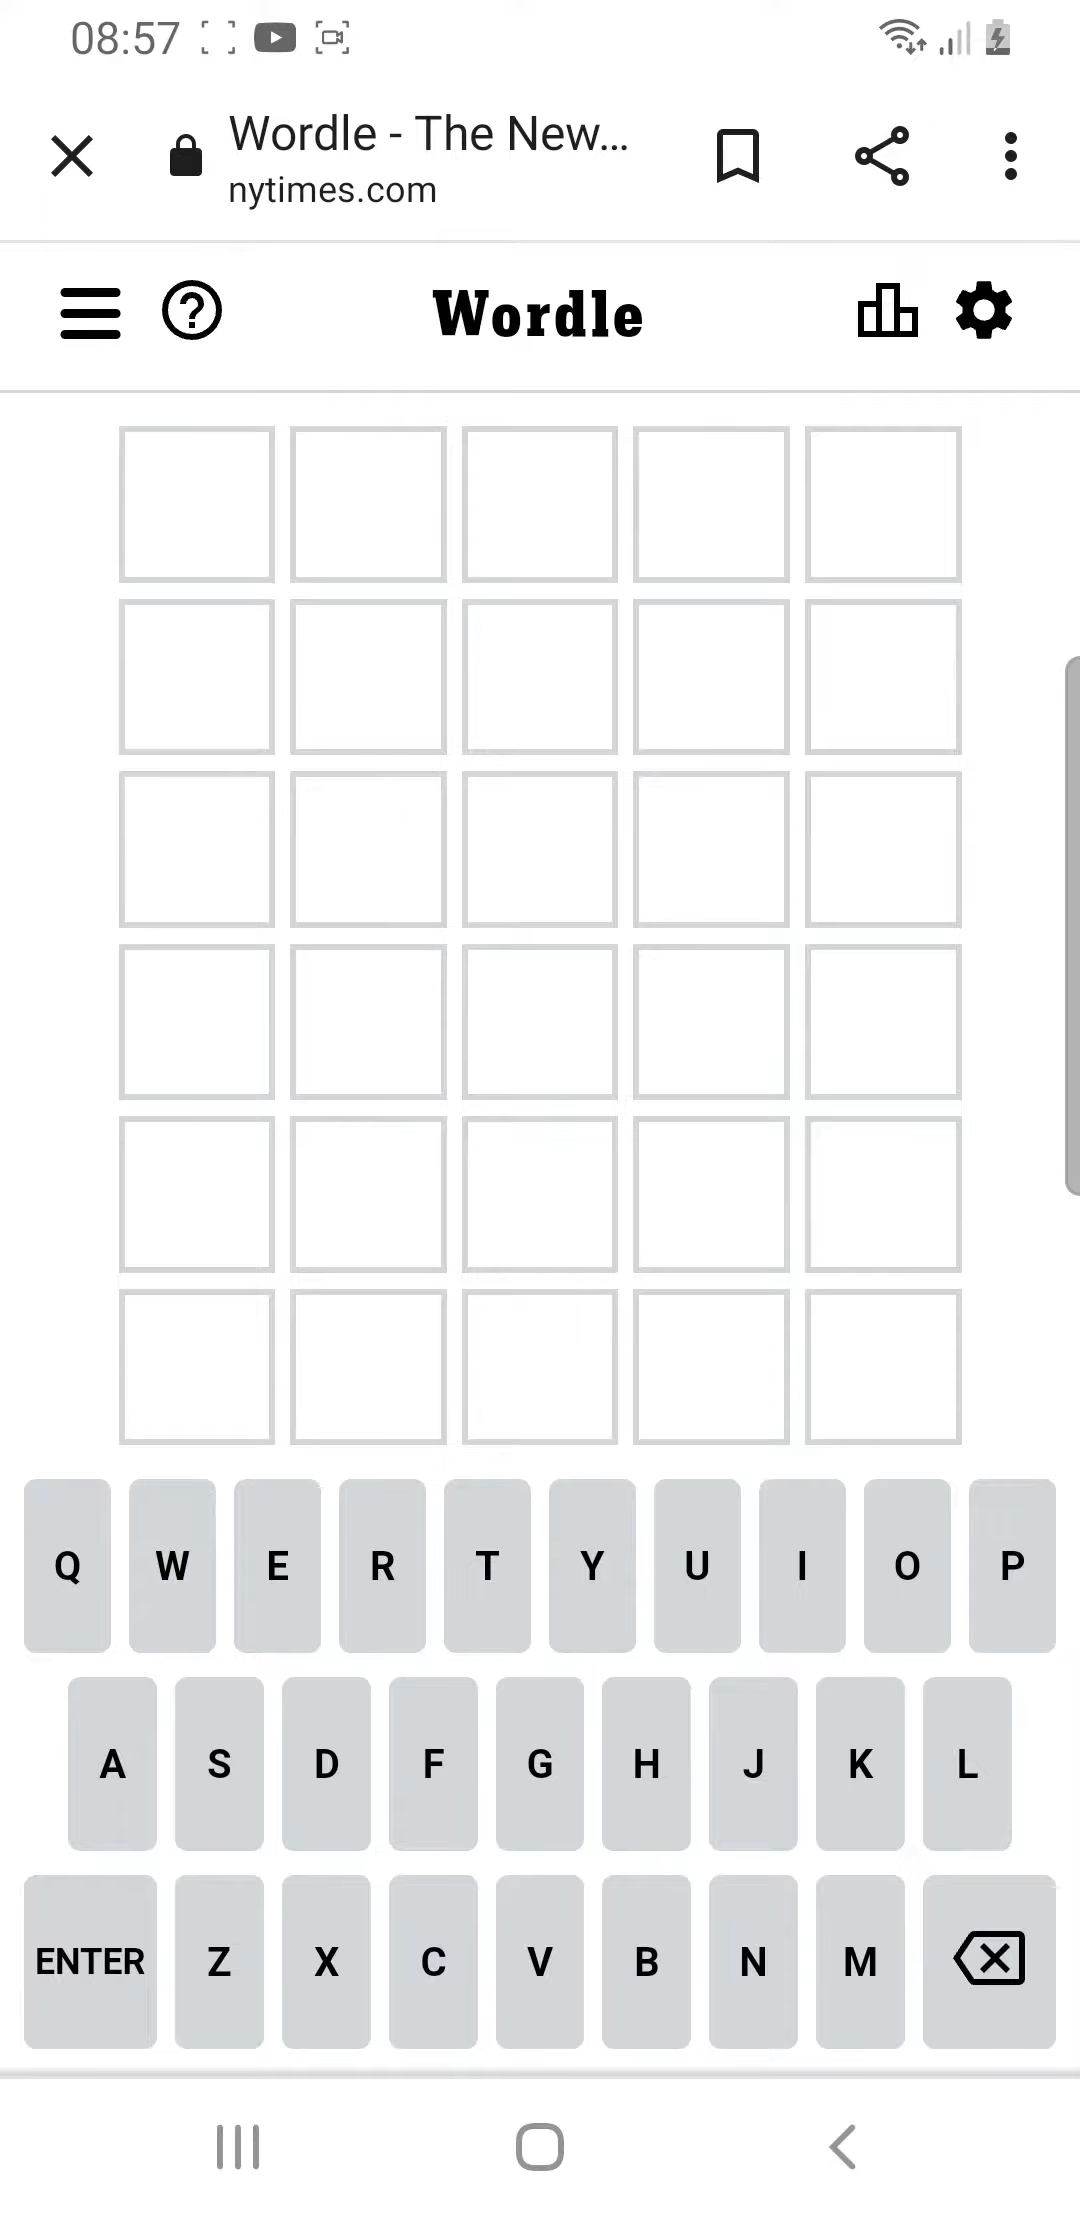 08:57
Wordle - The New...
nytimes.com
Wordle
Q W E R T Y U I O P
A S D F G H J K L
ENTER Z X C V B N M